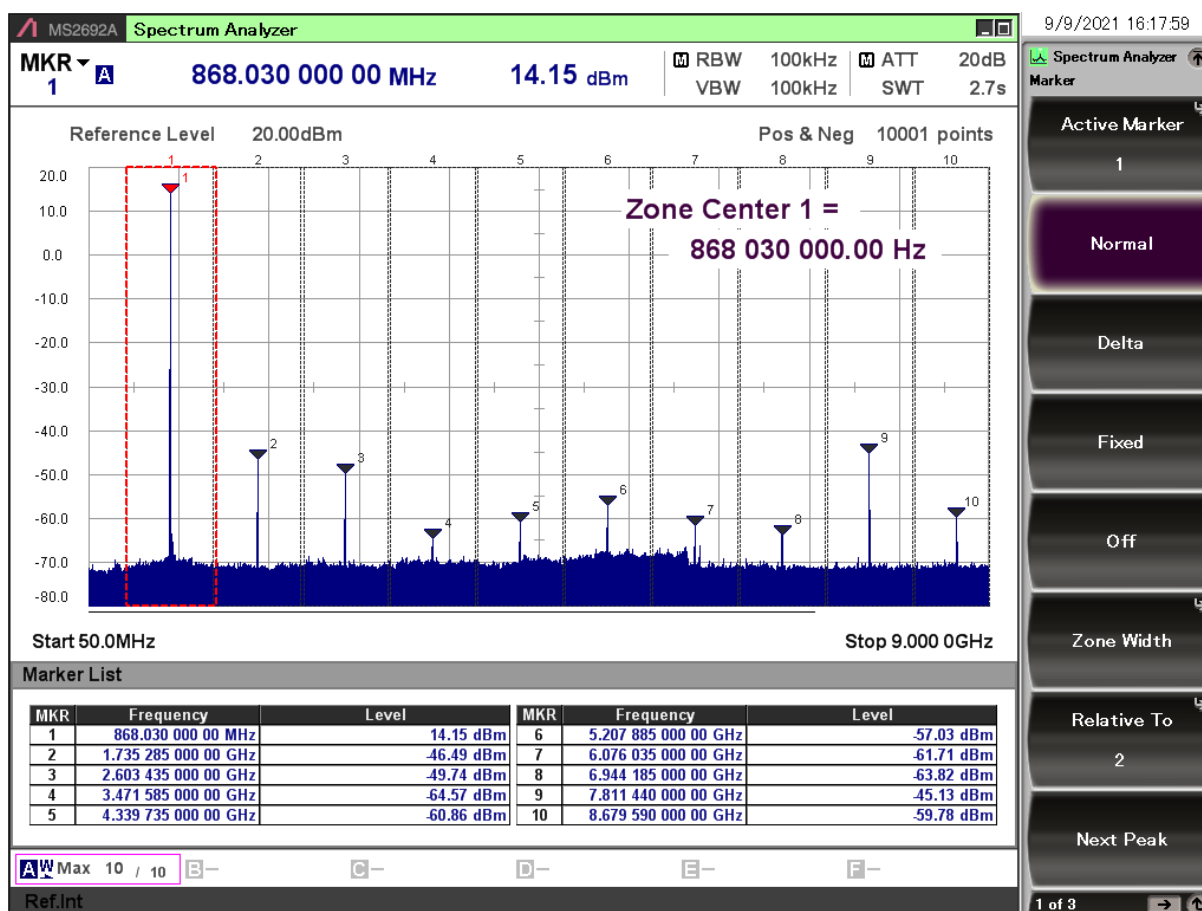 MS2692A Spectrum Analyzer
9/9/2021 16:17:59
MKR 1 A 868.030 000 00 MHz 14.15 dBm
M RBW 100kHz M ATT 20dB
VBW 100kHz SWT 2.7s
Reference Level 20.00dBm Pos & Neg 10001 points
1 2 3 4 5 6 7 8 9 10
20.0
10.0
0.0
-10.0
-20.0
-30.0
-40.0
-50.0
-60.0
-70.0
-80.0
1
2
3
4
5
6
7
8
9
10
Zone Center 1 =
868 030 000.00 Hz
Start 50.0MHz Stop 9.000 0GHz
Marker List
MKR Frequency Level MKR Frequency Level
1 868.030 000 00 MHz 14.15 dBm 6 5.207 885 000 00 GHz -57.03 dBm
2 1.735 285 000 00 GHz -46.49 dBm 7 6.076 035 000 00 GHz -61.71 dBm
3 2.603 435 000 00 GHz -49.74 dBm 8 6.944 185 000 00 GHz -63.82 dBm
4 3.471 585 000 00 GHz -64.57 dBm 9 7.811 440 000 00 GHz -45.13 dBm
5 4.339 735 000 00 GHz -60.86 dBm 10 8.679 590 000 00 GHz -59.78 dBm
A W Max 10 / 10 B- C- D- E- F-
Ref.Int
Spectrum Analyzer
Marker
Active Marker
1
Normal
Delta
Fixed
Off
Zone Width
Relative To
2
Next Peak
1 of 3